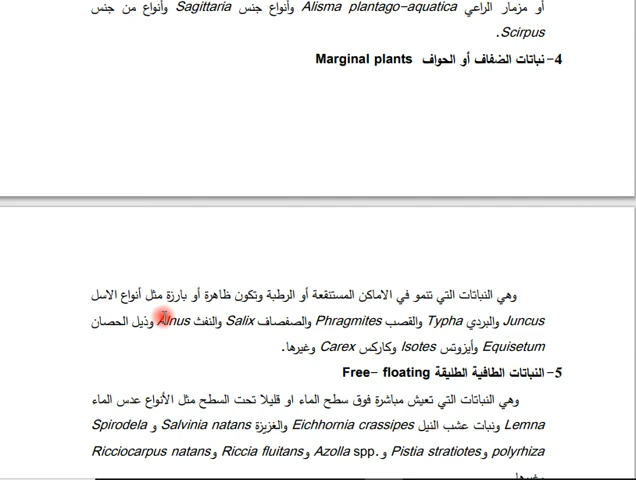 أو مزمار الراعي Alisma plantago-aquatica وأنواع جنس Sagittaria وأنواع من جنس
Scirpus.
4- نباتات الضفاف أو الحواف Marginal plants
وهي النباتات التي تنمو في الاماكن المستنقعة أو الرطبة وتكون ظاهرة أو بارزة مثل أنواع الاسل
Juncus والبردي Typha والقصب Phragmites والصفصاف Salix والنفث Alnus وذيل الحصان
Equisetum وأيزوتس Isotes وكاركس Carex وغيرها.
5- النباتات الطافية الطليقة Free- floating
وهي النباتات التي تعيش مباشرة فوق سطح الماء او قليلا تحت السطح مثل الأنواع عدس الماء
Lemna ونبات عشب النيل Eichhornia crassipes والغزيزة Salvinia natans و Spirodela
polyrhiza و Pistia stratiotes و .Azolla spp و Riccia fluitans و Ricciocarpus natans